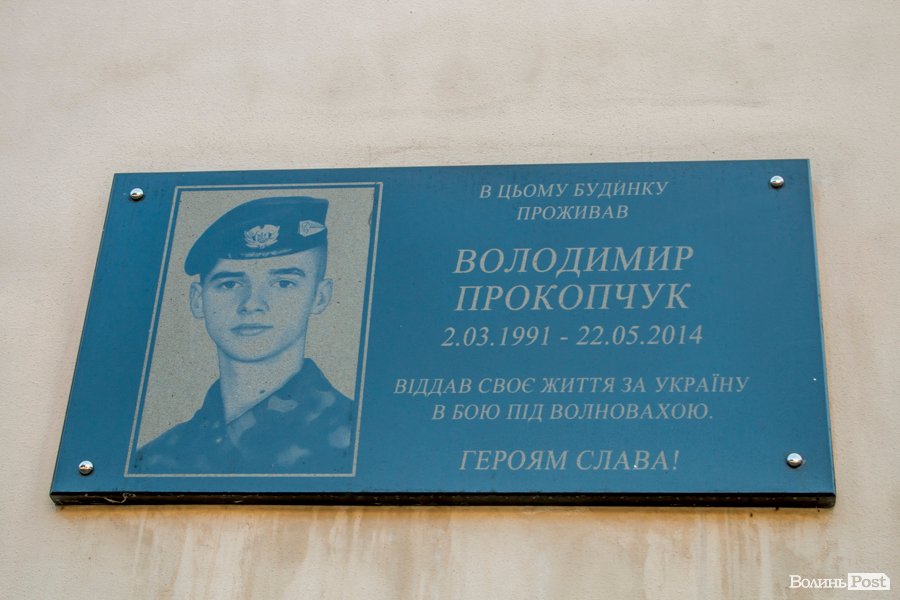 В ЦЬОМУ БУДИНКУ
ПРОЖИВАВ
ВОЛОДИМИР
ПРОКОПЧУК
2.03.1991 - 22.05.2014
ВІДДАВ СВОЄ ЖИТТЯ ЗА УКРАЇНУ
В БОЮ ПІД ВОЛНОВАХОЮ.
ГЕРОЯМ СЛАВА!
Волинь Post